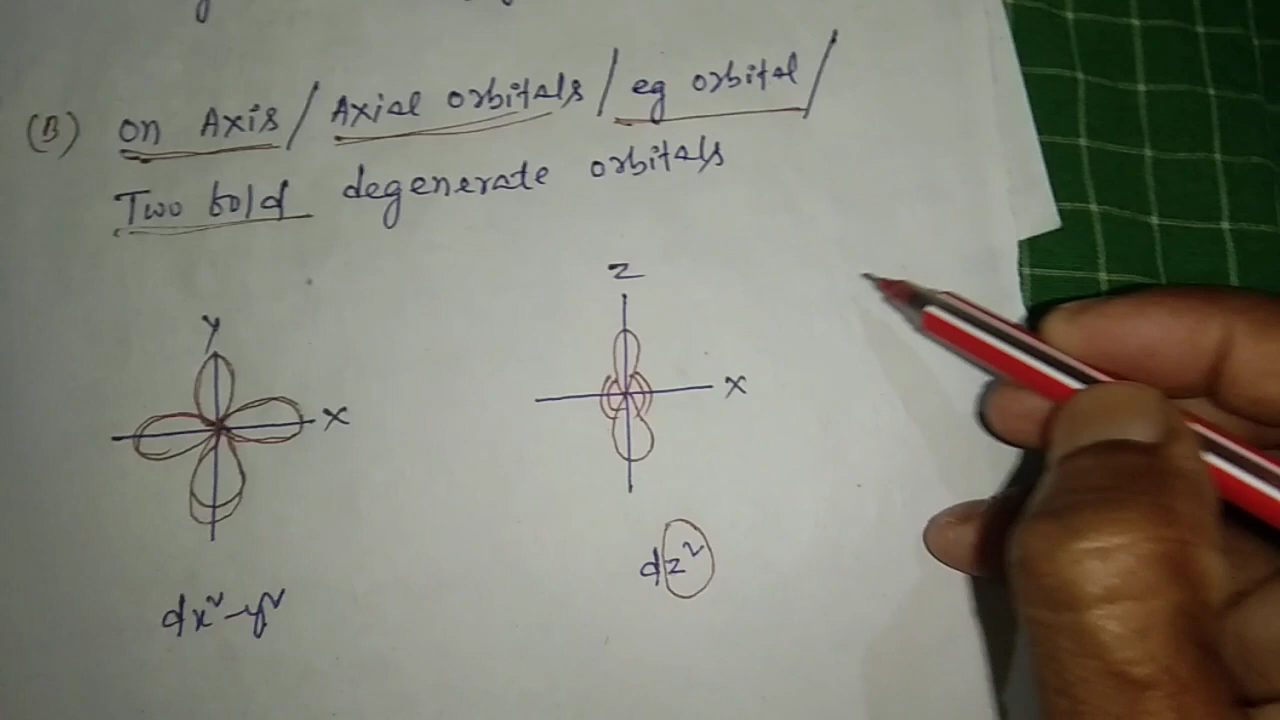 (B) on Axis / Axial orbitals / eg orbital /
Two fold degenerate orbitals
Z
Y
X
X
dz²
dx²-y²